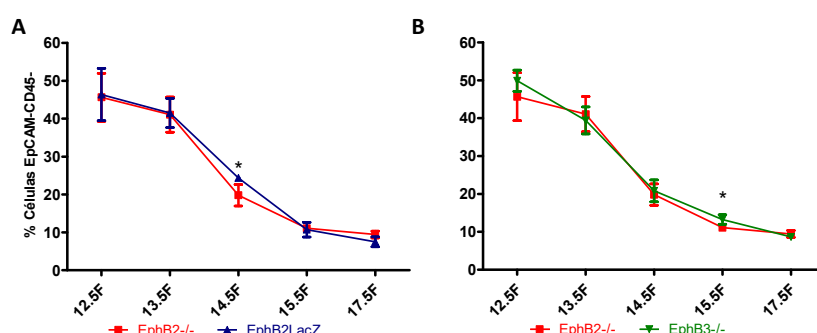 A
B
60
50
40
30
20
10
0
% Células EpCAM-CD45-
*
12.5F 13.5F 14.5F 15.5F 17.5F
EphB2-/- EphB2LacZ
60
50
40
30
20
10
0
*
12.5F 13.5F 14.5F 15.5F 17.5F
EphB2-/- EphB3-/-